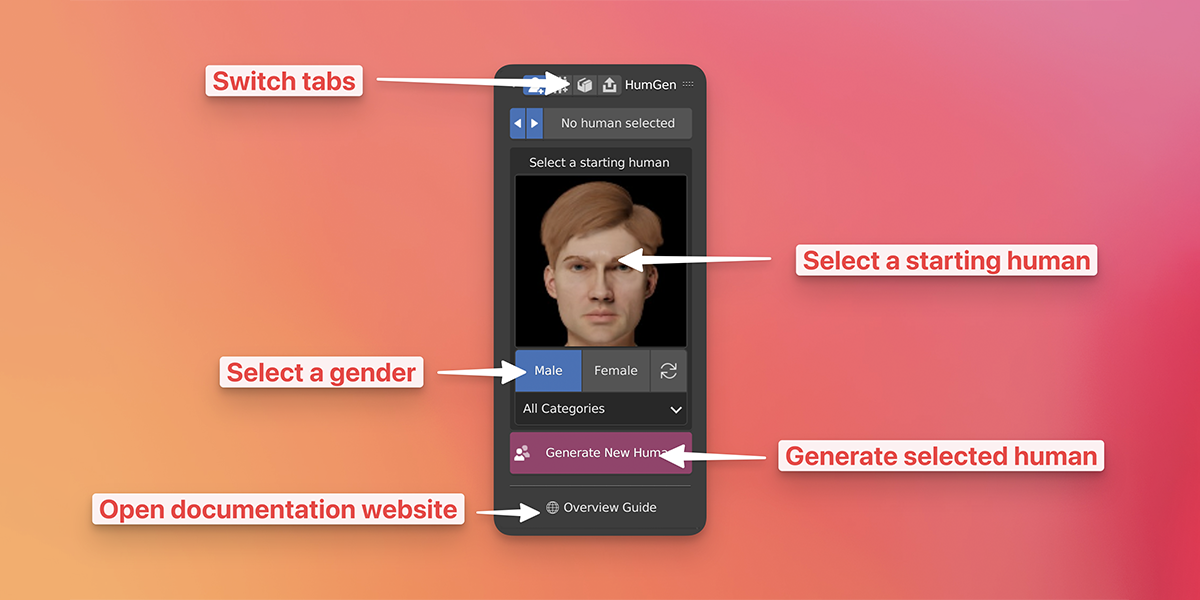 Switch tabs
HumGen
No human selected
Select a starting human
Select a starting human
Select a gender
Male
Female
All Categories
Generate New Huma
Generate selected human
Open documentation website
Overview Guide